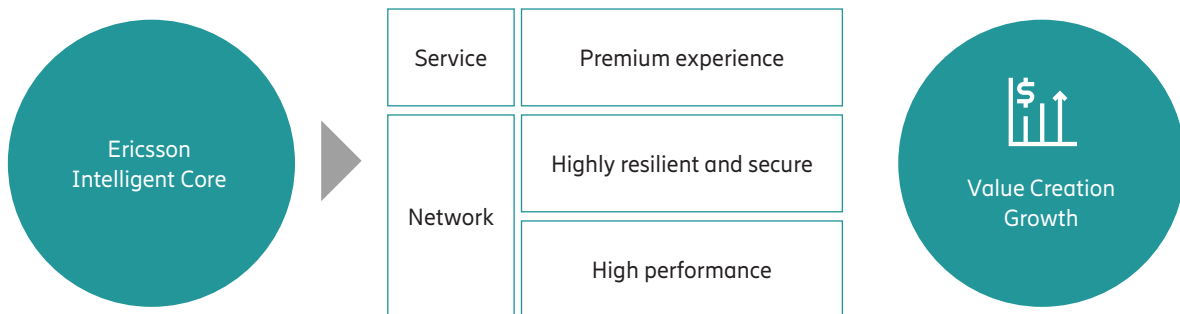 Ericsson
Intelligent Core
Service
Premium experience
Network
Highly resilient and secure
High performance
$
Value Creation
Growth